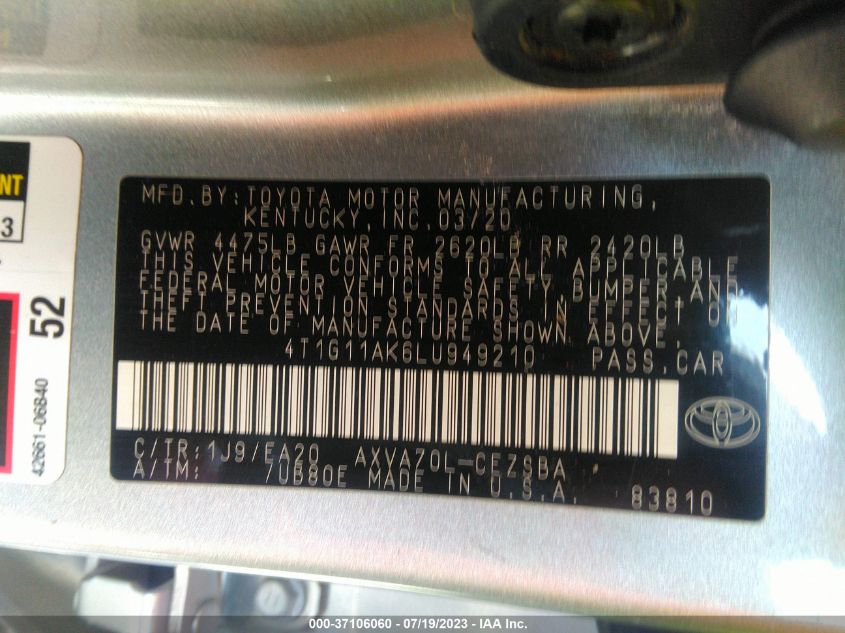 NT
3
52
42661-06B40
MFD. BY: TOYOTA MOTOR MANUFACTURING,
KENTUCKY, INC. 03/20
GVWR 4475LB GAWR FR 2620LB RR 2420LB
THIS VEHICLE CONFORMS TO ALL APPLICABLE
FEDERAL MOTOR VEHICLE SAFETY, BUMPER, AND
THEFT PREVENTION STANDARDS IN EFFECT ON
THE DATE OF MANUFACTURE SHOWN ABOVE.
4T1G11AK6LU949210 PASS.CAR
C/TR: 1J9/EA20 AXVA70L-CEZSBA
A/TM: 7UB80E MADE IN U.S.A. 83810
000-37106060 - 07/19/2023 - IAA Inc.